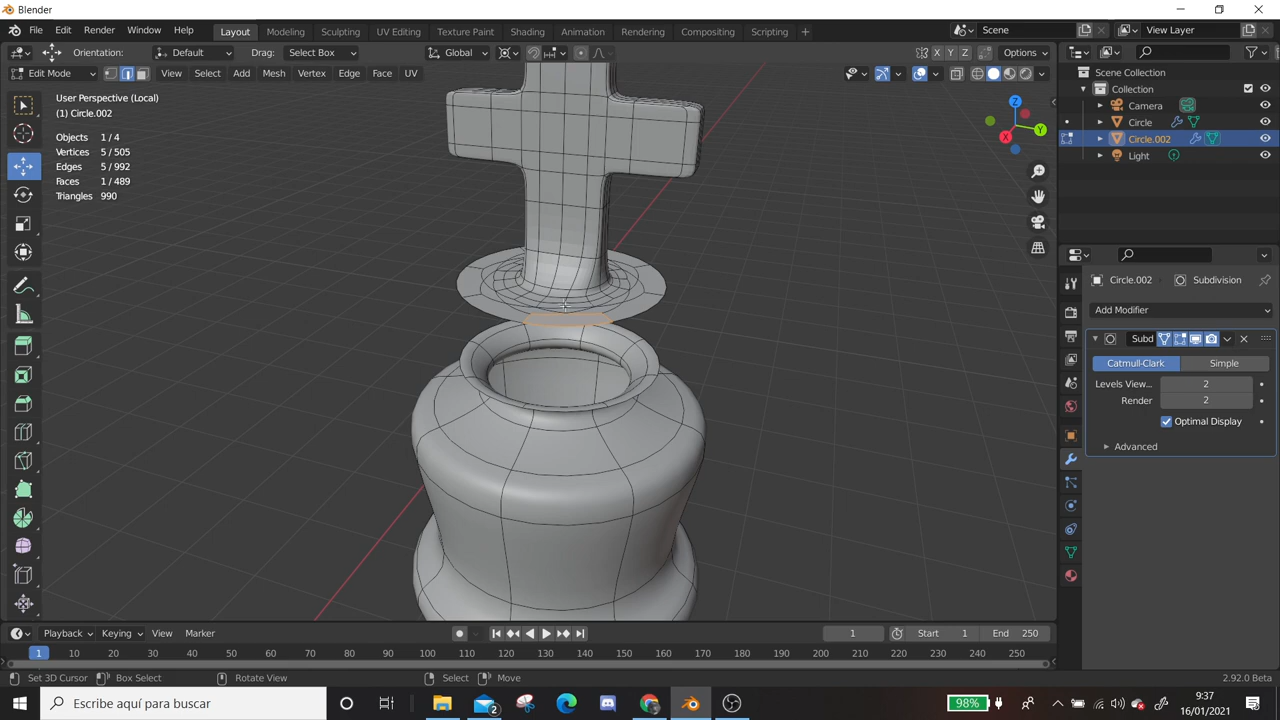 Blender
File Edit Render Window Help Layout Modeling Sculpting UV Editing Texture Paint Shading Animation Rendering Compositing Scripting + Scene View Layer
Orientation: Default Drag: Select Box Global X Y Z Options
Edit Mode View Select Add Mesh Vertex Edge Face UV
User Perspective (Local)
(1) Circle.002
Objects 1 / 4
Vertices 5 / 505
Edges 5 / 992
Faces 1 / 489
Triangles 990
Z
Y
X
Scene Collection
Collection
Camera
Circle
Circle.002
Light
Circle.002 Subdivision
Add Modifier
Subd
Catmull-Clark Simple
Levels View... 2
Render 2
Optimal Display
Advanced
Playback Keying View Marker 1 Start 1 End 250
1 10 20 30 40 50 60 70 80 90 100 110 120 130 140 150 160 170 180 190 200 210 220 230 240 250
Set 3D Cursor Box Select Rotate View Select Move 2.92.0 Beta
Escribe aquí para buscar 2 98% 9:37
16/01/2021